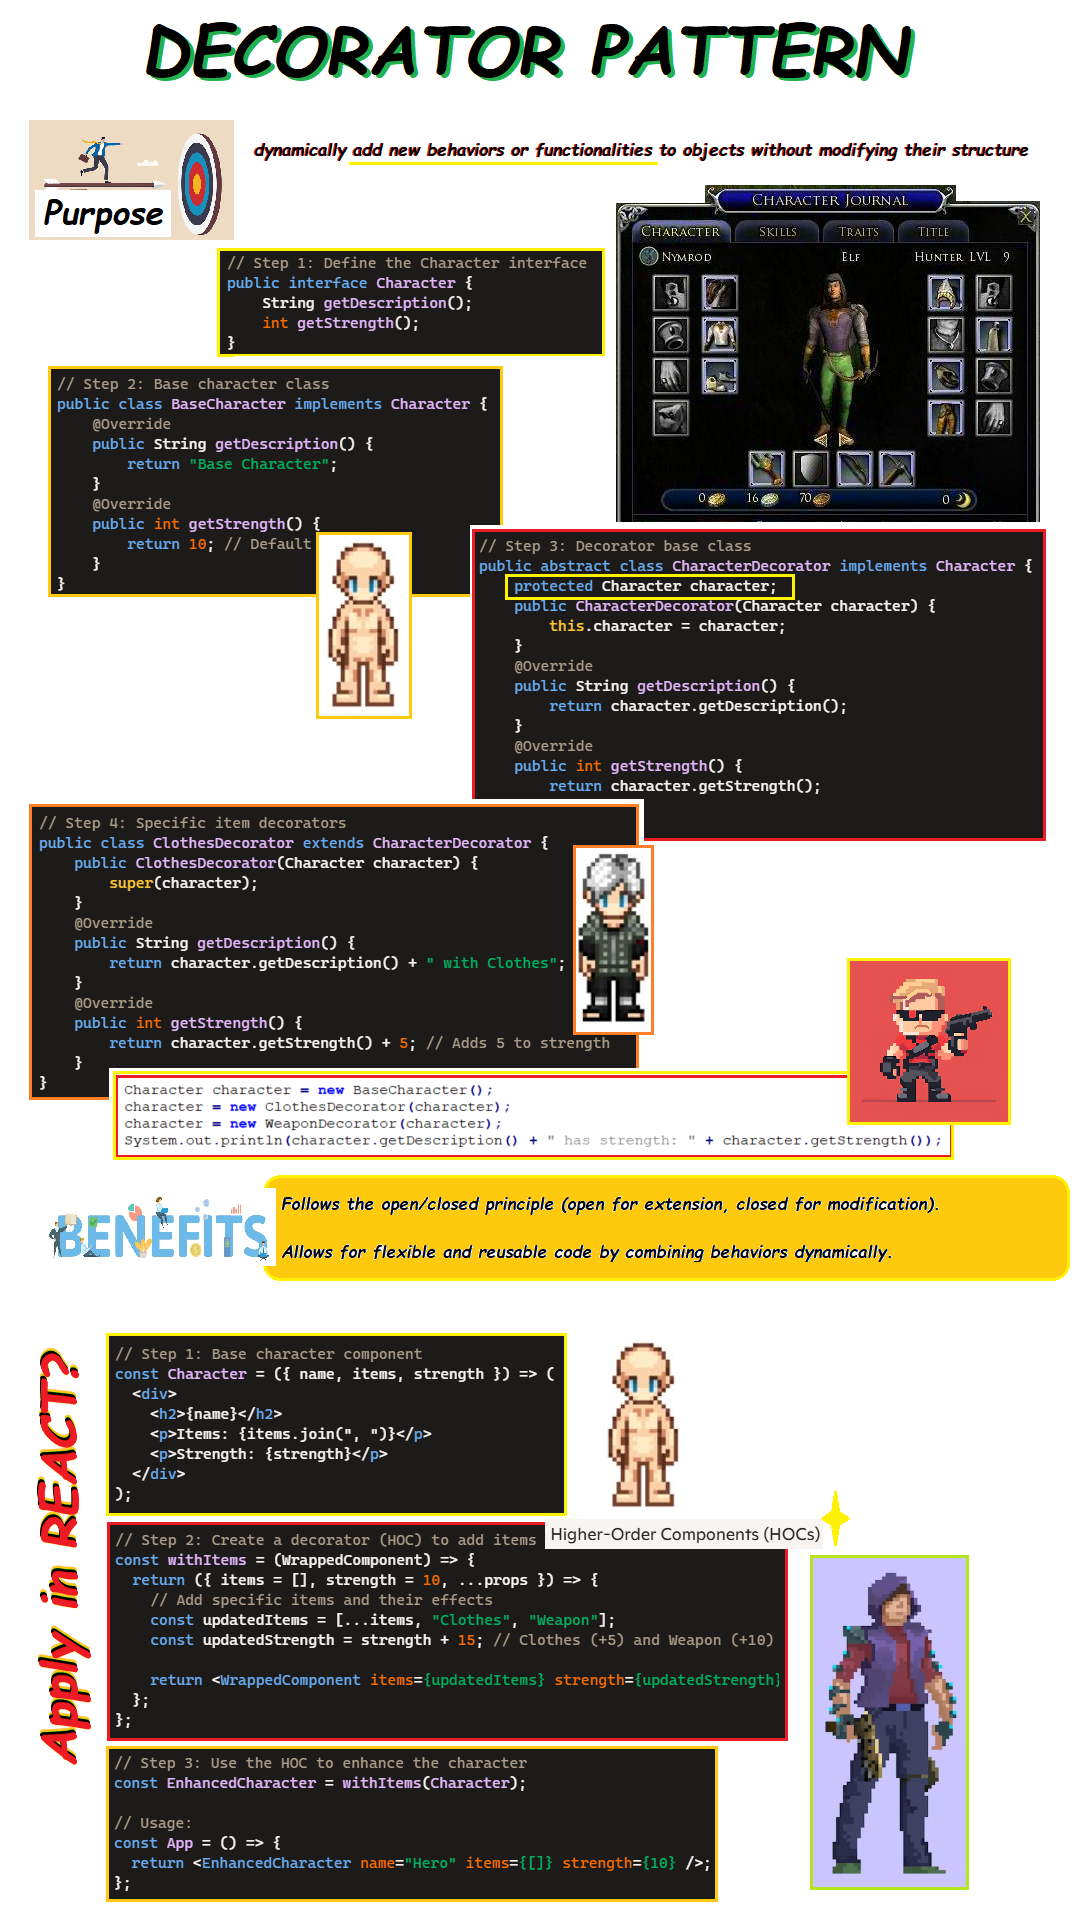 DECORATOR PATTERN
dynamically add new behaviors or functionalities to objects without modifying their structure
Purpose
CHARACTER JOURNAL
CHARACTER SKILLS TRAITS TITLE
NYMROD ELF HUNTER LVL 9
0 16 70 0
// Step 1: Define the Character interface
public interface Character {
String getDescription();
int getStrength();
}
// Step 2: Base character class
public class BaseCharacter implements Character {
@Override
public String getDescription() {
return "Base Character";
}
@Override
public int getStrength() {
return 10; // Default
}
}
// Step 3: Decorator base class
public abstract class CharacterDecorator implements Character {
protected Character character;
public CharacterDecorator(Character character) {
this.character = character;
}
@Override
public String getDescription() {
return character.getDescription();
}
@Override
public int getStrength() {
return character.getStrength();
// Step 4: Specific item decorators
public class ClothesDecorator extends CharacterDecorator {
public ClothesDecorator(Character character) {
super(character);
}
@Override
public String getDescription() {
return character.getDescription() + " with Clothes";
}
@Override
public int getStrength() {
return character.getStrength() + 5; // Adds 5 to strength
}
}
Character character = new BaseCharacter();
character = new ClothesDecorator(character);
character = new WeaponDecorator(character);
System.out.println(character.getDescription() + " has strength: " + character.getStrength());
BENEFITS
Follows the open/closed principle (open for extension, closed for modification).
Allows for flexible and reusable code by combining behaviors dynamically.
Apply in REACT?
// Step 1: Base character component
const Character = ({ name, items, strength }) => (
<div>
<h2>{name}</h2>
<p>Items: {items.join(", ")}</p>
<p>Strength: {strength}</p>
</div>
);
// Step 2: Create a decorator (HOC) to add items
Higher-Order Components (HOCs)
const withItems = (WrappedComponent) => {
return ({ items = [], strength = 10, ...props }) => {
// Add specific items and their effects
const updatedItems = [...items, "Clothes", "Weapon"];
const updatedStrength = strength + 15; // Clothes (+5) and Weapon (+10)
return <WrappedComponent items={updatedItems} strength={updatedStrength}
};
};
// Step 3: Use the HOC to enhance the character
const EnhancedCharacter = withItems(Character);
// Usage:
const App = () => {
return <EnhancedCharacter name="Hero" items={[]} strength={10} />;
};